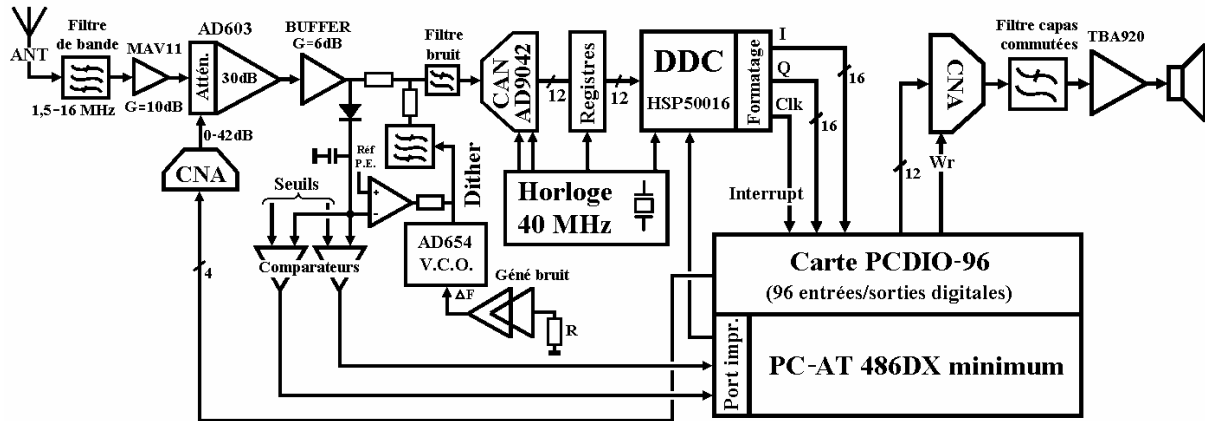 ANT
Filtre
de bande
1,5-16 MHz
MAV11
G=10dB
AD603
Attén.
30dB
0-42dB
CNA
4
BUFFER
G=6dB
Filtre
bruit
CAN
AD9042
12
Registres
12
DDC
HSP50016
Formatage
I
Q
Clk
16
16
Interrupt
Horloge
40 MHz
Réf
P.E.
Dither
Seuils
Comparateurs
AD654
V.C.O.
ΔF
Géné bruit
R
Carte PCDIO-96
(96 entrées/sorties digitales)
Port impr.
PC-AT 486DX minimum
12
Wr
CNA
Filtre capas
commutées
TBA920
+
-